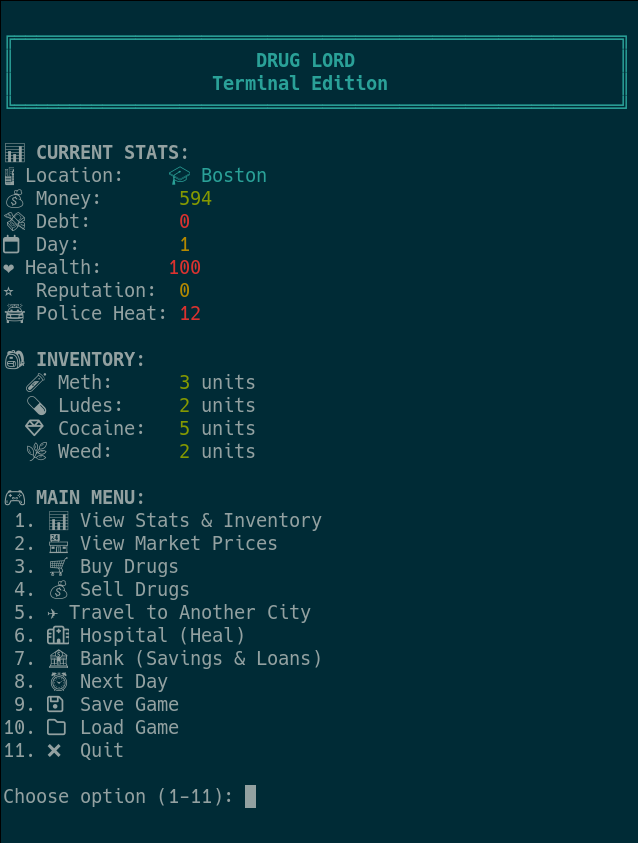 DRUG LORD
Terminal Edition
CURRENT STATS:
Location: Boston
Money: 594
Debt: 0
Day: 1
Health: 100
Reputation: 0
Police Heat: 12
INVENTORY:
Meth: 3 units
Ludes: 2 units
Cocaine: 5 units
Weed: 2 units
MAIN MENU:
1. View Stats & Inventory
2. View Market Prices
3. Buy Drugs
4. Sell Drugs
5. Travel to Another City
6. Hospital (Heal)
7. Bank (Savings & Loans)
8. Next Day
9. Save Game
10. Load Game
11. Quit
Choose option (1-11):